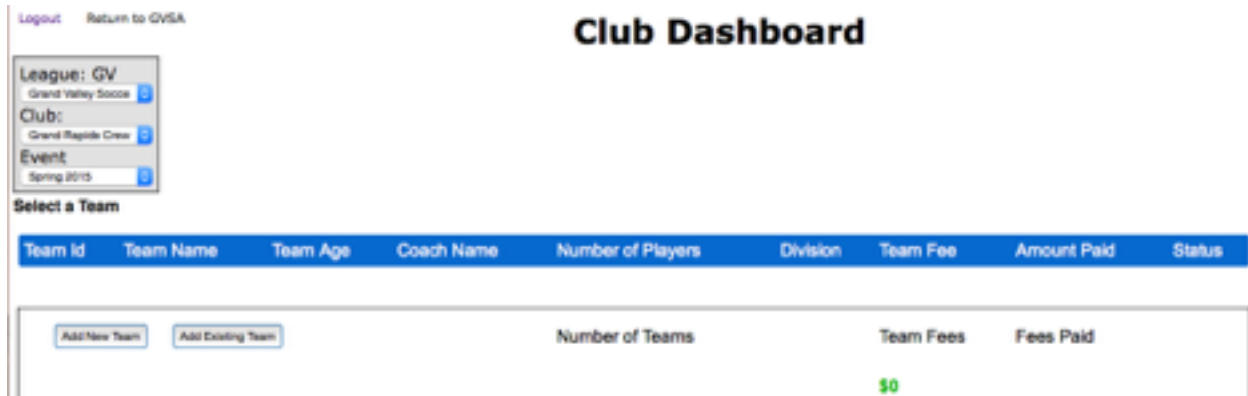 Logout Return to GVSA
Club Dashboard
League: GV
Grand Valley Socce
Club:
Grand Rapids Crew
Event
Spring 2015
Select a Team
Team Id Team Name Team Age Coach Name Number of Players Division Team Fee Amount Paid Status
Add New Team Add Existing Team Number of Teams Team Fees Fees Paid
$0